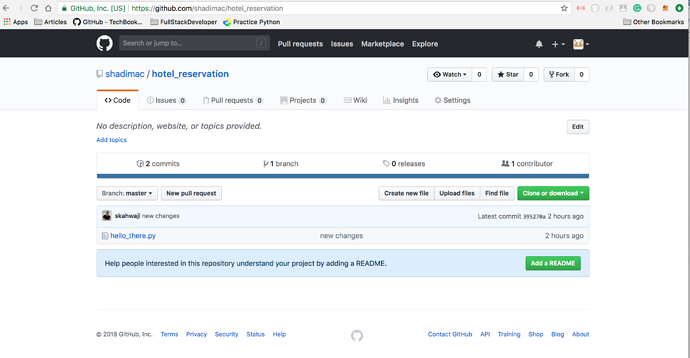 GitHub, Inc. [US] https://github.com/shadimac/hotel_reservation
Apps Articles GitHub - TechBook... FullStackDeveloper Practice Python Other Bookmarks
Search or jump to... / Pull requests Issues Marketplace Explore
shadimac / hotel_reservation Watch 0 Star 0 Fork 0
Code Issues 0 Pull requests 0 Projects 0 Wiki Insights Settings
No description, website, or topics provided. Edit
Add topics
2 commits 1 branch 0 releases 1 contributor
Branch: master New pull request Create new file Upload files Find file Clone or download
skahwaji new changes Latest commit 395270a 2 hours ago
hello_there.py new changes 2 hours ago
Help people interested in this repository understand your project by adding a README. Add a README
© 2018 GitHub, Inc. Terms Privacy Security Status Help Contact GitHub API Training Shop Blog About